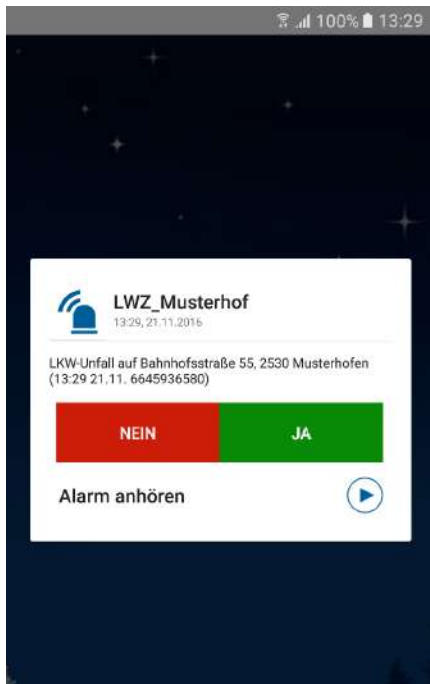 100% 13:29
LWZ_Musterhof
13:29, 21.11.2016
LKW-Unfall auf Bahnhofsstraße 55, 2530 Musterhofen
(13:29 21.11. 6645936580)
NEIN JA
Alarm anhören